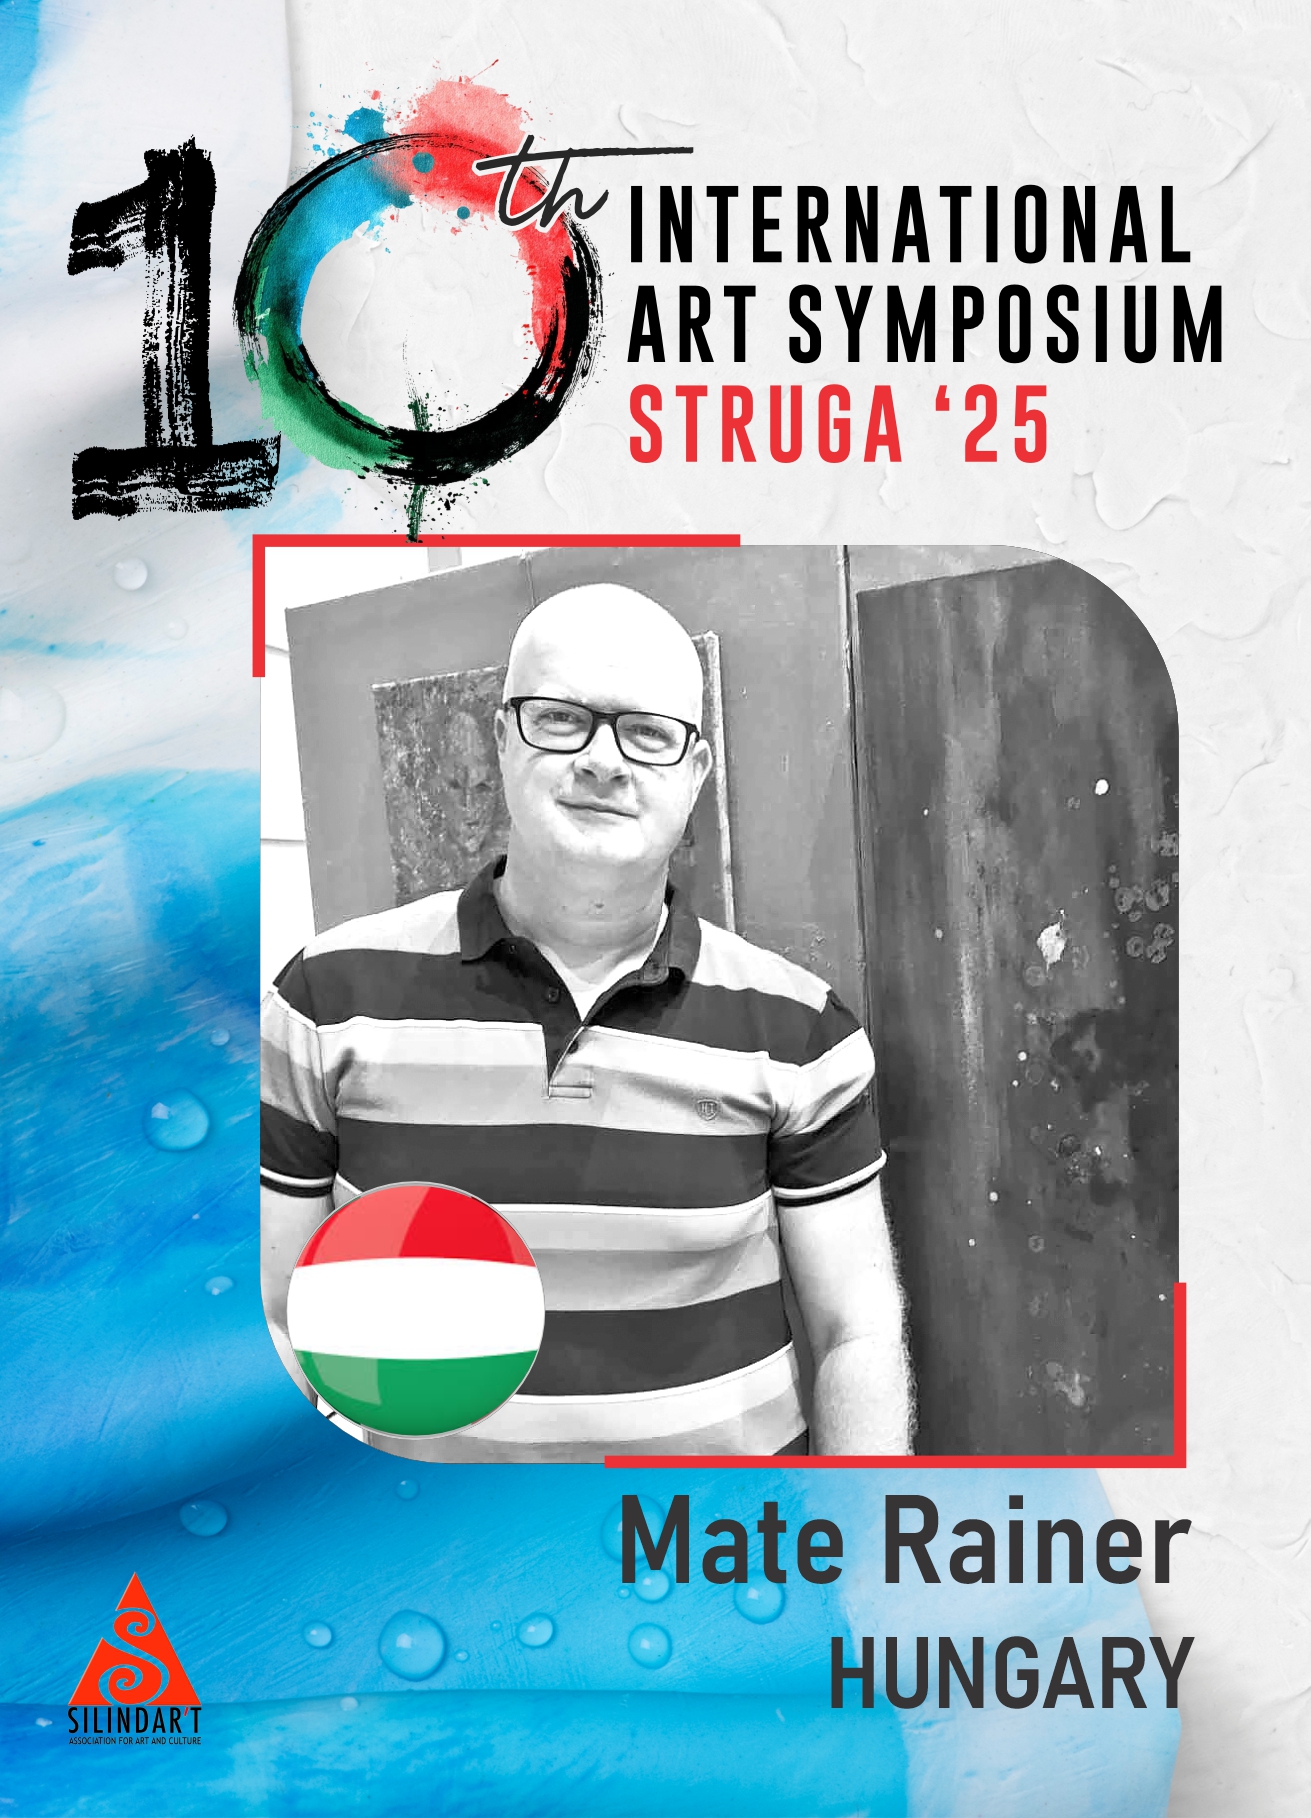 10th
INTERNATIONAL
ART SYMPOSIUM
STRUGA ‘25
Mate Rainer
HUNGARY
SILINDAR'T
ASSOCIATION FOR ART AND CULTURE